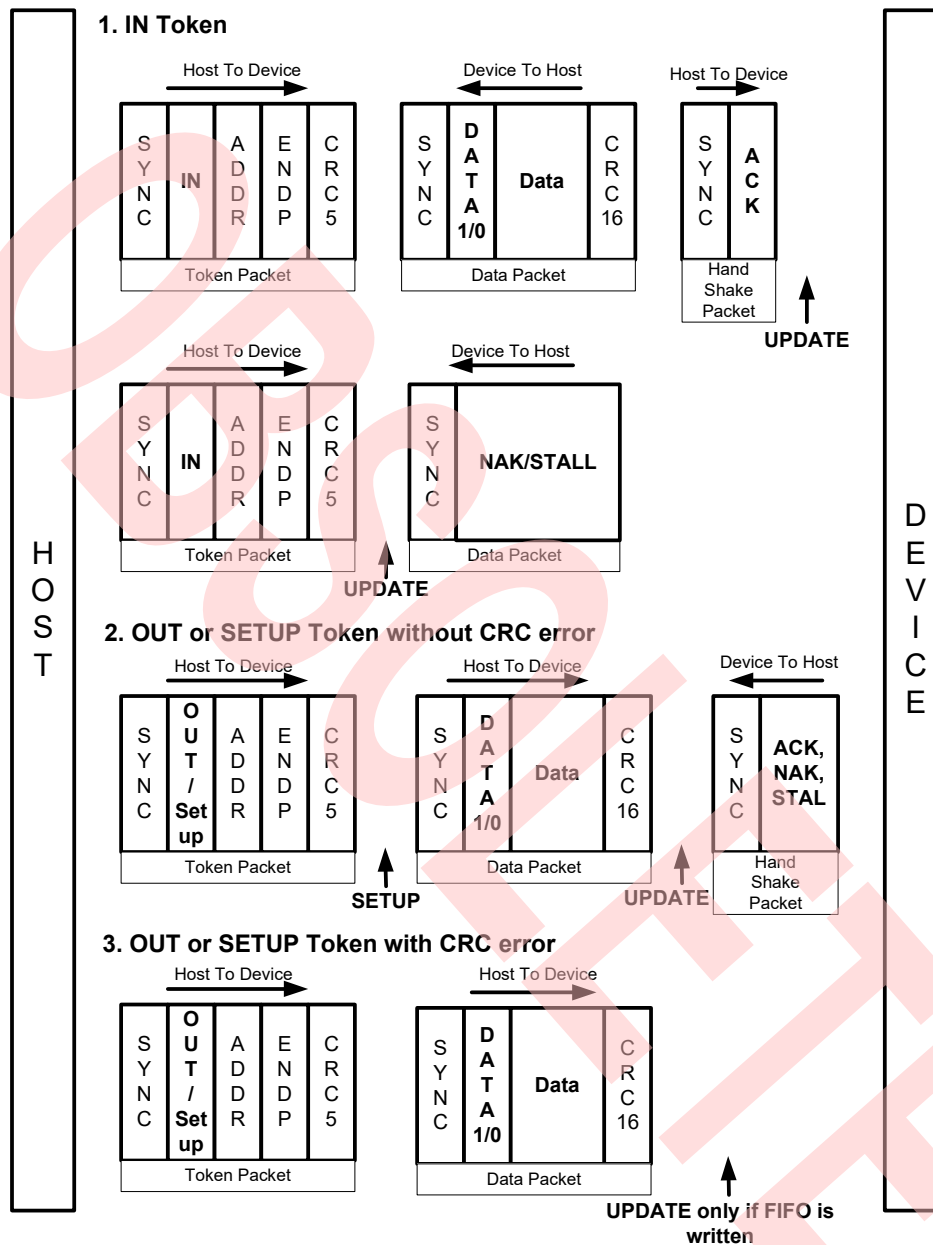 1. IN Token
Host To Device
Device To Host
Host To Device
SYNC
IN
ADDR
ENDP
CRC5
Token Packet
SYNC
DATA1/0
Data
CRC16
Data Packet
SYNC
ACK
Hand
Shake
Packet
UPDATE
Host To Device
Device To Host
SYNC
IN
ADDR
ENDP
CRC5
Token Packet
SYNC
NAK/STALL
Data Packet
UPDATE
HOST
DEVICE
2. OUT or SETUP Token without CRC error
Host To Device
Host To Device
Device To Host
SYNC
OUT/Setup
ADDR
ENDP
CRC5
Token Packet
SETUP
SYNC
DATA1/0
Data
CRC16
Data Packet
UPDATE
SYNC
ACK,
NAK,
STAL
Hand
Shake
Packet
3. OUT or SETUP Token with CRC error
Host To Device
Host To Device
SYNC
OUT/Setup
ADDR
ENDP
CRC5
Token Packet
SYNC
DATA1/0
Data
CRC16
Data Packet
UPDATE only if FIFO is
written
OBSOLETE